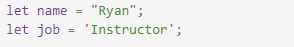 let name = "Ryan";
let job = 'Instructor';